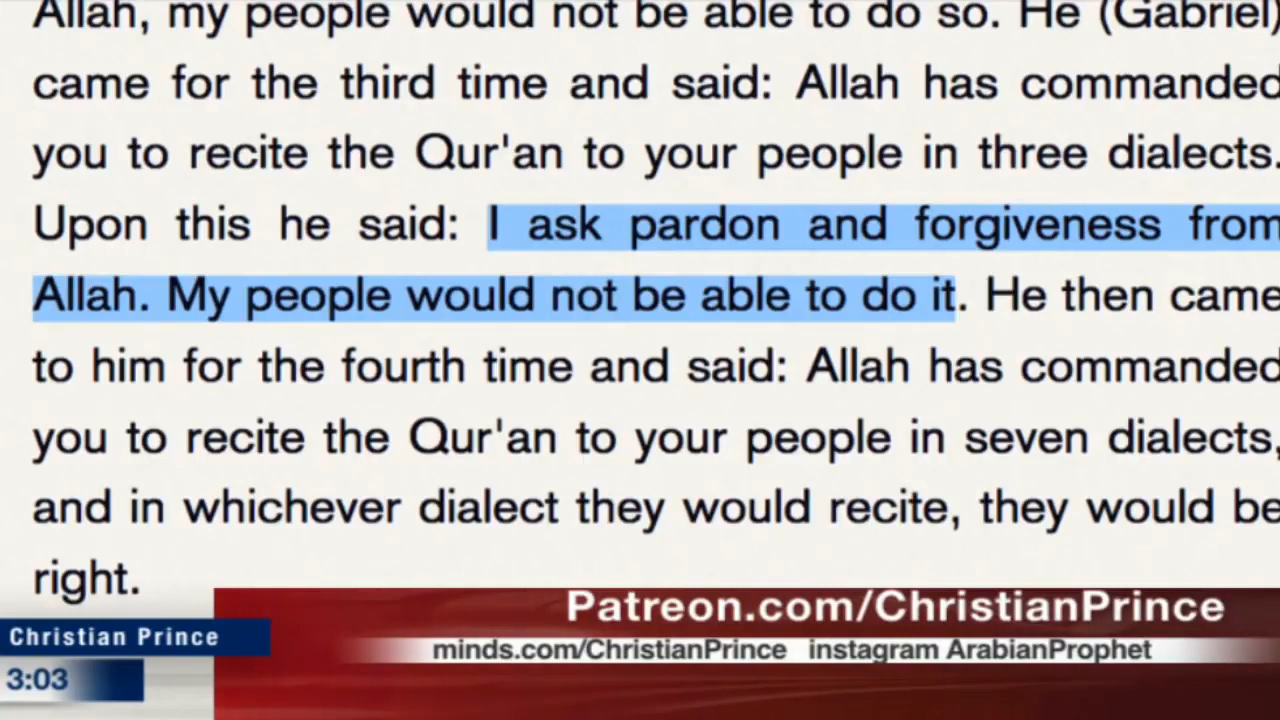 Allah, my people would not be able to do so. He (Gabriel)
came for the third time and said: Allah has commanded
you to recite the Qur'an to your people in three dialects.
Upon this he said: I ask pardon and forgiveness from
Allah. My people would not be able to do it. He then came
to him for the fourth time and said: Allah has commanded
you to recite the Qur'an to your people in seven dialects,
and in whichever dialect they would recite, they would be
right.
Patreon.com/ChristianPrince
Christian Prince
minds.com/ChristianPrince instagram ArabianProphet
3:03